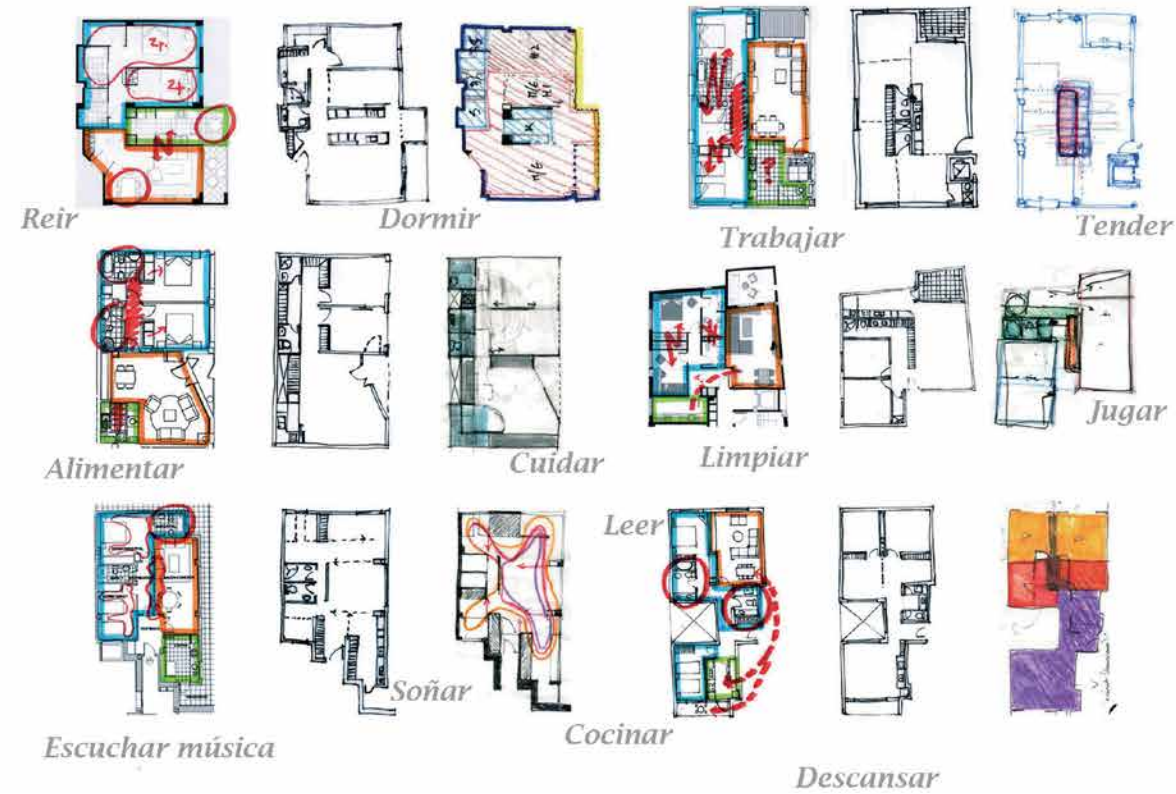 Reir
Dormir
Trabajar
Tender
Alimentar
Cuidar
Limpiar
Jugar
Leer
Escuchar música
Soñar
Cocinar
Descansar